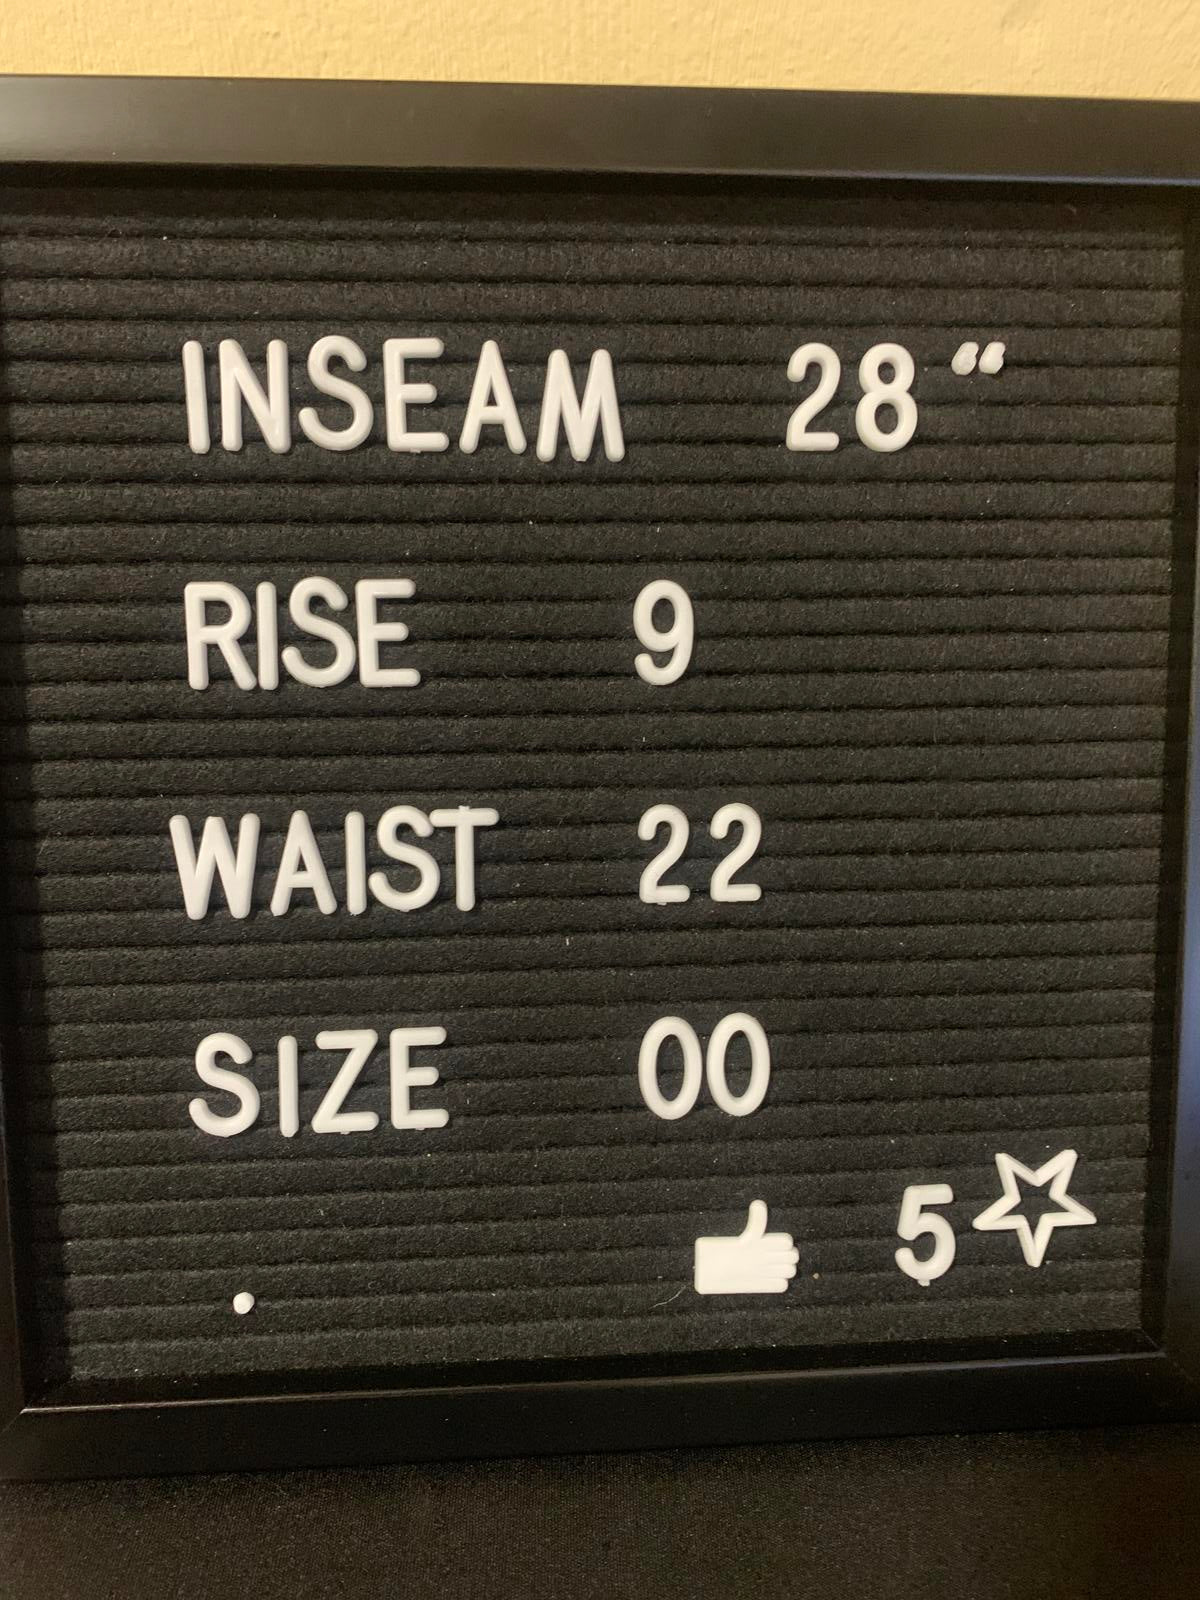 INSEAM 28“
RISE 9
WAIST 22
SIZE 00
5
.